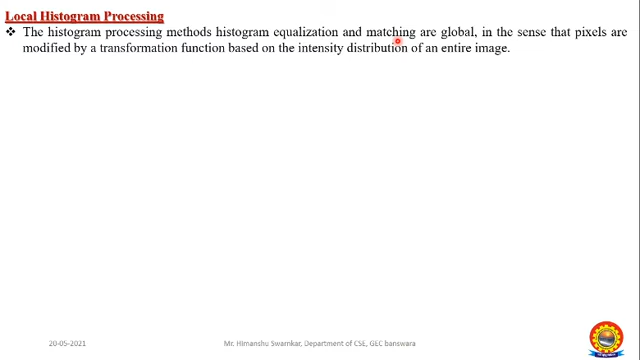 Local Histogram Processing
❖ The histogram processing methods histogram equalization and matching are global, in the sense that pixels are
modified by a transformation function based on the intensity distribution of an entire image.
20-05-2021
Mr. Himanshu Swarnkar, Department of CSE, GEC banswara